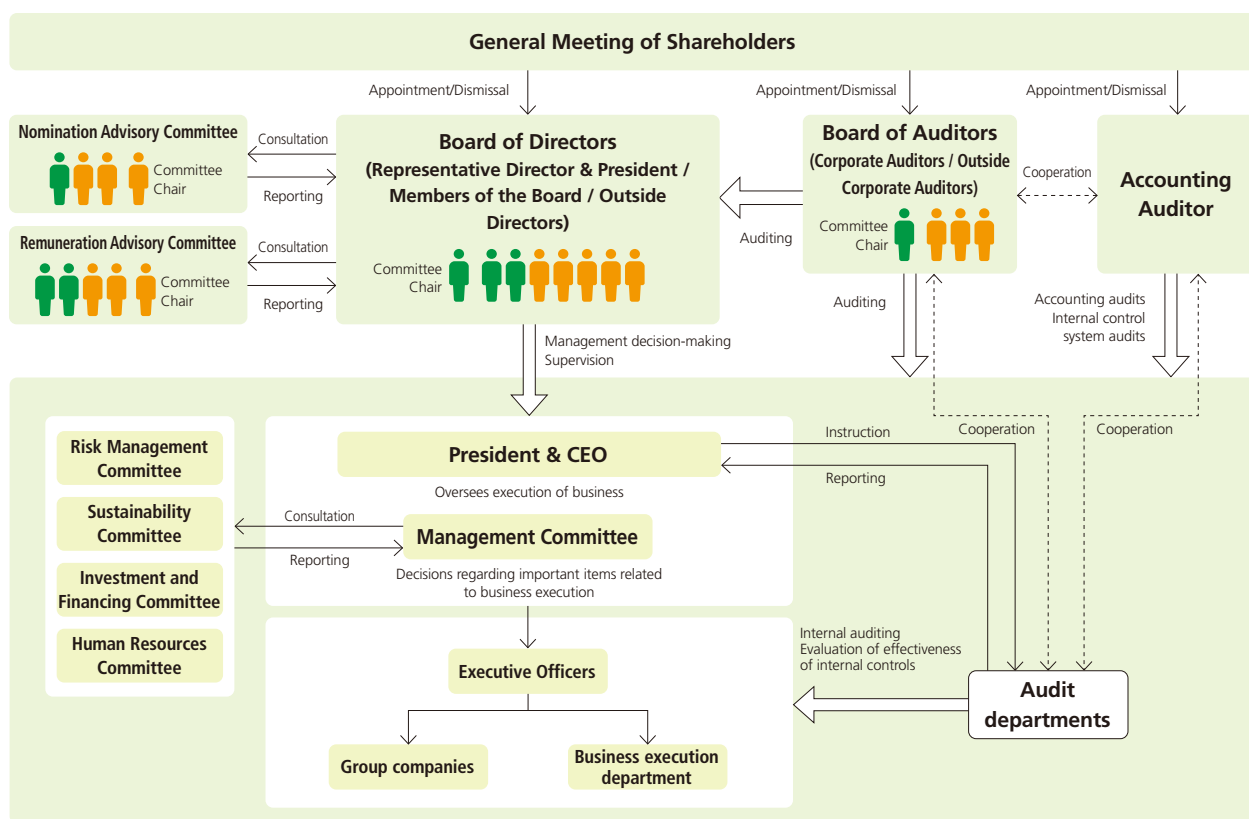 General Meeting of Shareholders
Appointment/Dismissal
Appointment/Dismissal
Appointment/Dismissal
Nomination Advisory Committee
Committee
Chair
Consultation
Reporting
Remuneration Advisory Committee
Committee
Chair
Consultation
Reporting
Board of Directors
(Representative Director & President /
Members of the Board / Outside
Directors)
Committee
Chair
Auditing
Board of Auditors
(Corporate Auditors / Outside
Corporate Auditors)
Committee
Chair
Cooperation
Accounting
Auditor
Management decision-making
Supervision
Auditing
Accounting audits
Internal control
system audits
Risk Management
Committee
Sustainability
Committee
Investment and
Financing Committee
Human Resources
Committee
Consultation
Reporting
President & CEO
Oversees execution of business
Management Committee
Decisions regarding important items related
to business execution
Instruction
Reporting
Cooperation
Cooperation
Executive Officers
Group companies
Business execution
department
Internal auditing
Evaluation of effectiveness
of internal controls
Audit
departments